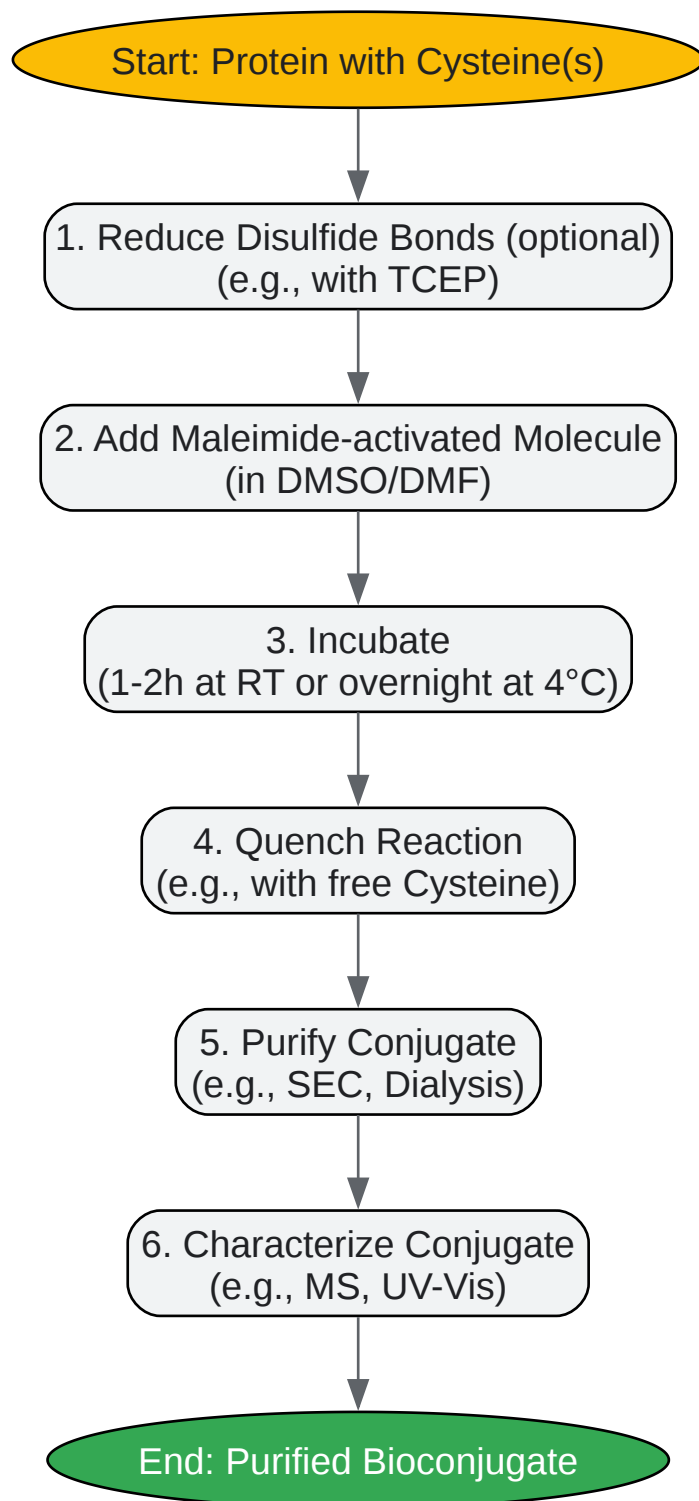 Start: Protein with Cysteine(s)
1. Reduce Disulfide Bonds (optional)
(e.g., with TCEP)
2. Add Maleimide-activated Molecule
(in DMSO/DMF)
3. Incubate
(1-2h at RT or overnight at 4°C)
4. Quench Reaction
(e.g., with free Cysteine)
5. Purify Conjugate
(e.g., SEC, Dialysis)
6. Characterize Conjugate
(e.g., MS, UV-Vis)
End: Purified Bioconjugate